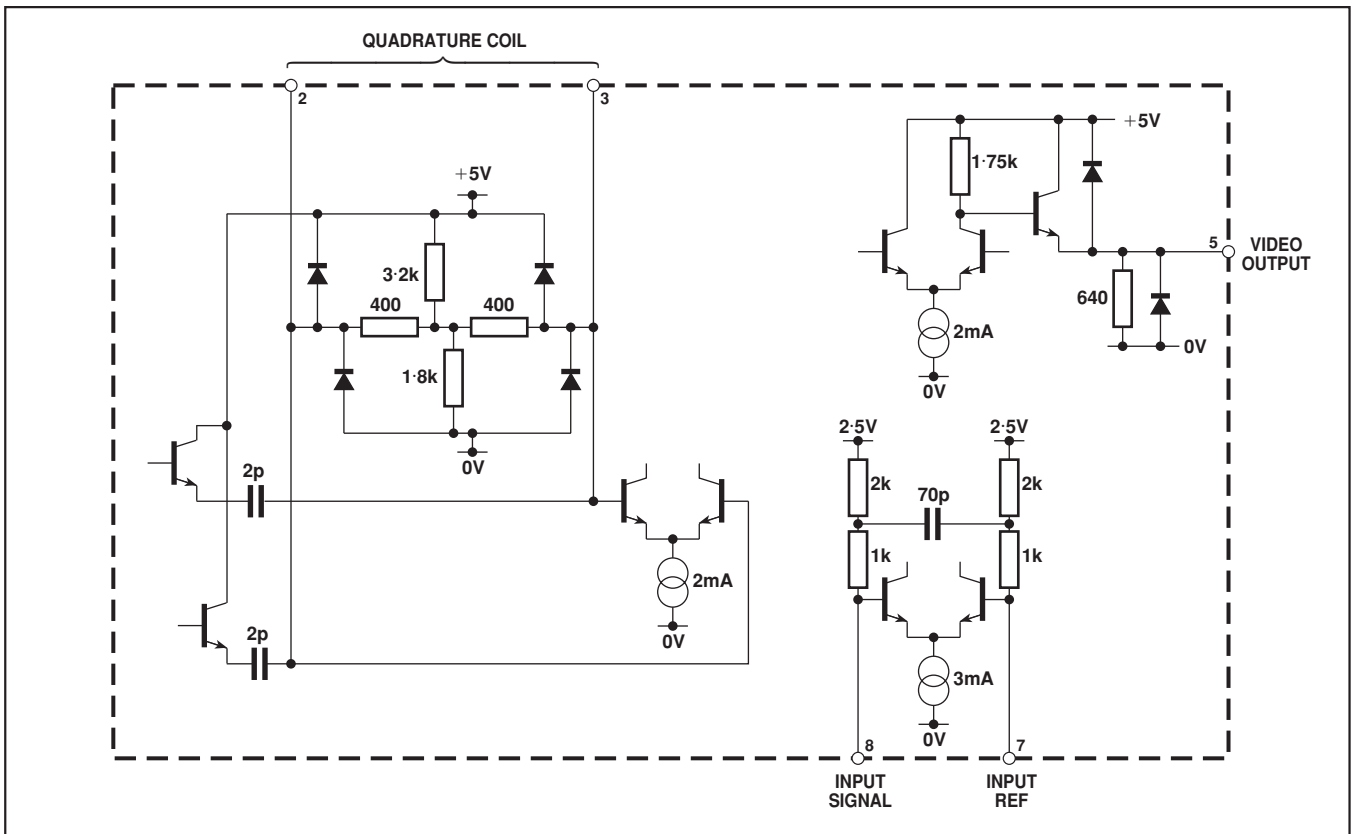 QUADRATURE COIL
2
3
+5V
3·2k
400
400
1·8k
0V
2p
2p
2mA
0V
+5V
1·75k
5
VIDEO
OUTPUT
640
0V
2mA
0V
2·5V
2·5V
2k
70p
2k
1k
1k
3mA
0V
8
7
INPUT
SIGNAL
INPUT
REF